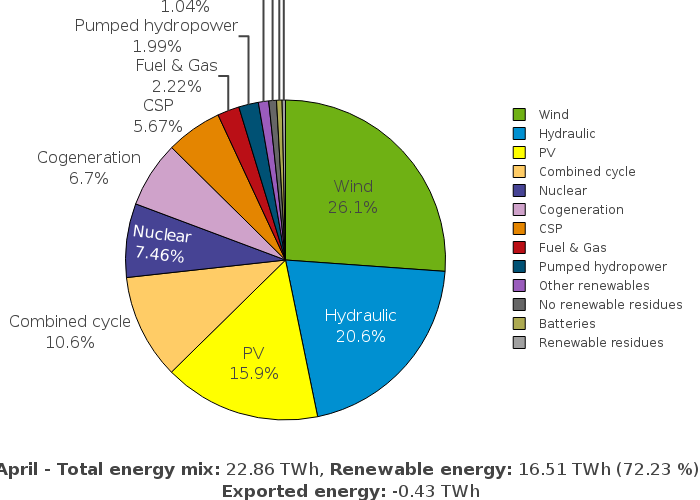 1.04%
Pumped hydropower
1.99%
Fuel & Gas
2.22%
CSP
5.67%
Cogeneration
6.7%
Nuclear
7.46%
Combined cycle
10.6%
PV
15.9%
Hydraulic
20.6%
Wind
26.1%
Wind
Hydraulic
PV
Combined cycle
Nuclear
Cogeneration
CSP
Fuel & Gas
Pumped hydropower
Other renewables
No renewable residues
Batteries
Renewable residues
April - Total energy mix: 22.86 TWh, Renewable energy: 16.51 TWh (72.23 %)
Exported energy: -0.43 TWh